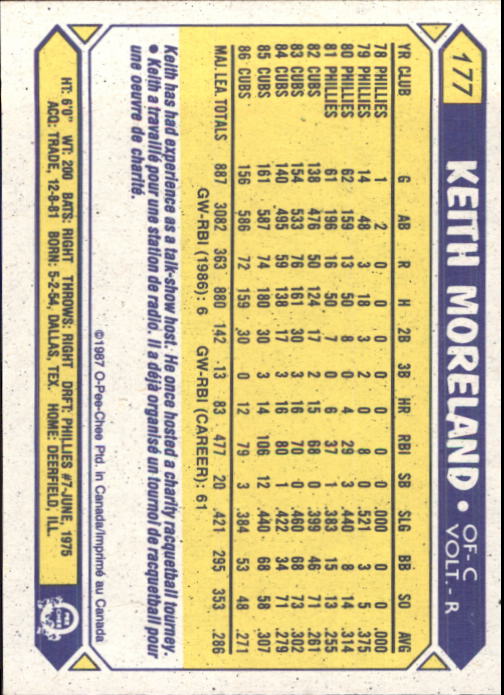 177
KEITH MORELAND • OF-C
VOLT.- R
YR CLUB G AB R H 2B 3B HR RBI SB SLG BB SO AVG
78 PHILLIES 1 2 0 0 0 0 0 0 0 .000 0 0 .000
79 PHILLIES 14 48 3 18 3 2 0 8 0 .521 3 5 .375
80 PHILLIES 62 159 13 50 8 0 4 29 3 .440 8 14 .314
81 PHILLIES 61 196 16 50 7 0 6 37 1 .383 15 13 .255
82 CUBS 138 476 50 124 17 2 15 68 0 .399 46 71 .261
83 CUBS 154 533 76 161 30 3 16 70 0 .460 68 73 .302
84 CUBS 140 495 59 138 17 3 16 80 1 .422 34 71 .279
85 CUBS 161 587 74 180 30 3 14 106 12 .440 68 58 .307
86 CUBS 156 586 72 159 30 0 12 79 3 .384 53 48 .271
MAJ.LEA. TOTALS 887 3082 363 880 142 13 83 477 20 .421 295 353 .286
GW-RBI (1986): 6 GW-RBI (CAREER): 61
Keith has had experience as a talk-show host. He once hosted a charity racquetball tourney.
• Keith a travaillé pour une station de radio. Il a déjà organisé un tournoi de racquetball pour
une oeuvre de charité.
©1987 O-Pee-Chee Ptd. in Canada/Imprimé au Canada
HT: 6'0" WT: 200 BATS: RIGHT THROWS: RIGHT DRFT: PHILLIES #7-JUNE, 1975
ACQ: TRADE, 12-8-81 BORN: 5-2-54, DALLAS, TEX. HOME: DEERFIELD, ILL.
O PEE CHEE